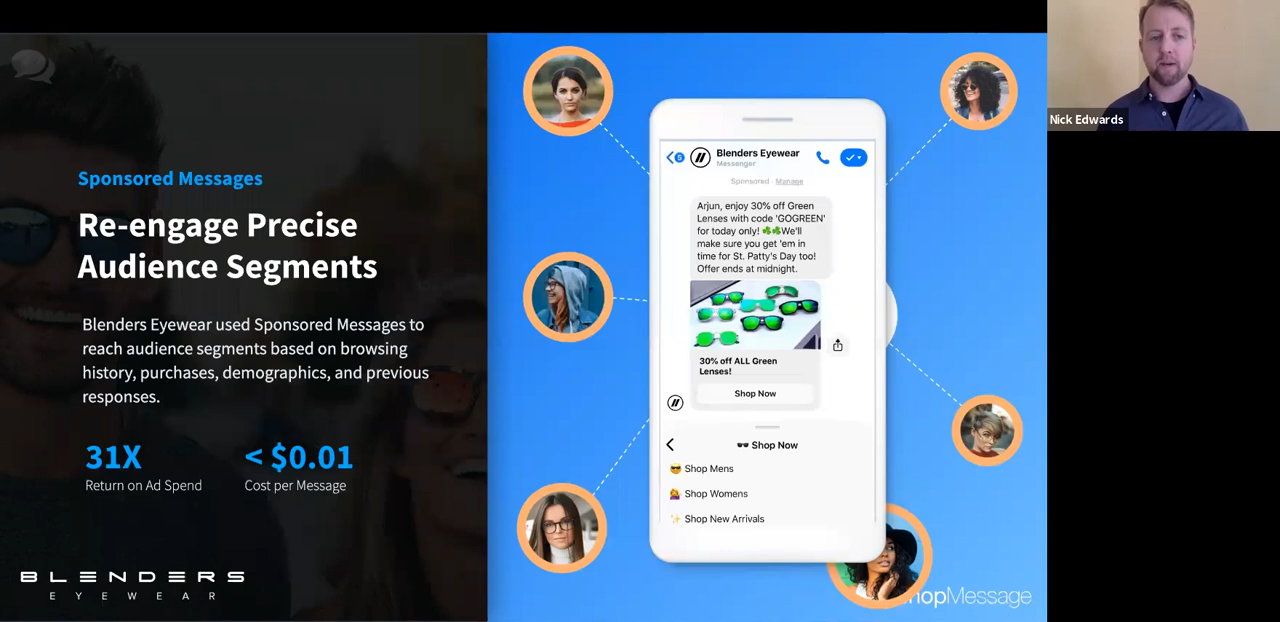 Sponsored Messages
Re-engage Precise
Audience Segments
Blenders Eyewear used Sponsored Messages to
reach audience segments based on browsing
history, purchases, demographics, and previous
responses.
31X
Return on Ad Spend
< $0.01
Cost per Message
BLENDERS
EYEWEAR
5
Blenders Eyewear
Messenger
Sponsored · Manage
Arjun, enjoy 30% off Green
Lenses with code 'GOGREEN'
for today only! ☘️☘️We'll
make sure you get 'em in
time for St. Patty's Day too!
Offer ends at midnight.
30% off ALL Green
Lenses!
Shop Now
🕶️ Shop Now
😎 Shop Mens
🙋‍♀️ Shop Womens
✨ Shop New Arrivals
hopMessage
Nick Edwards